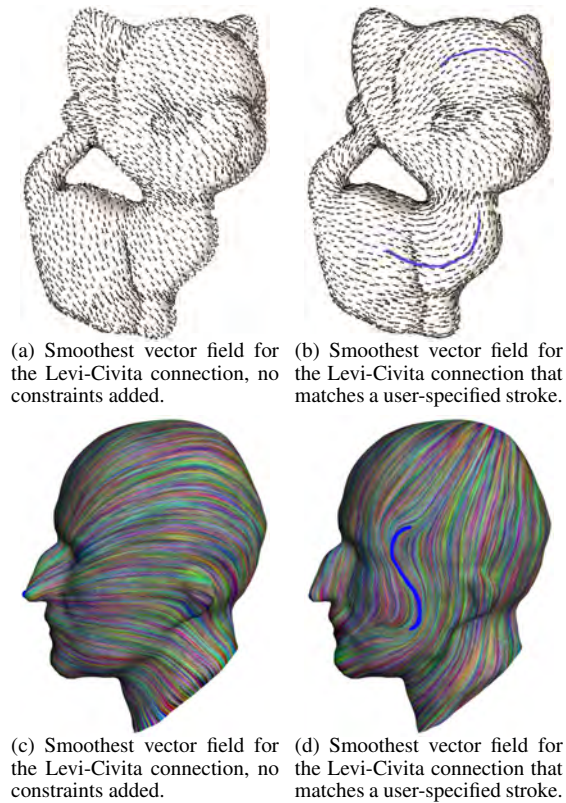 (a) Smoothest vector field for
the Levi-Civita connection, no
constraints added.
(b) Smoothest vector field for
the Levi-Civita connection that
matches a user-specified stroke.
(c) Smoothest vector field for
the Levi-Civita connection, no
constraints added.
(d) Smoothest vector field for
the Levi-Civita connection that
matches a user-specified stroke.